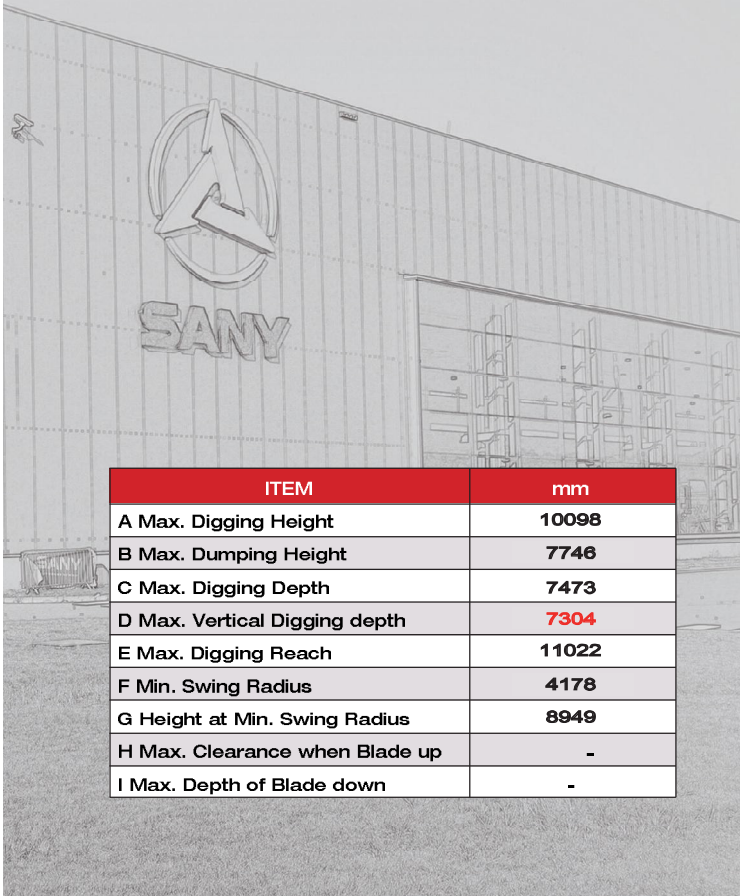 SANY
SANY
ITEM mm
A Max. Digging Height 10098
B Max. Dumping Height 7746
C Max. Digging Depth 7473
D Max. Vertical Digging depth 7304
E Max. Digging Reach 11022
F Min. Swing Radius 4178
G Height at Min. Swing Radius 8949
H Max. Clearance when Blade up -
I Max. Depth of Blade down -